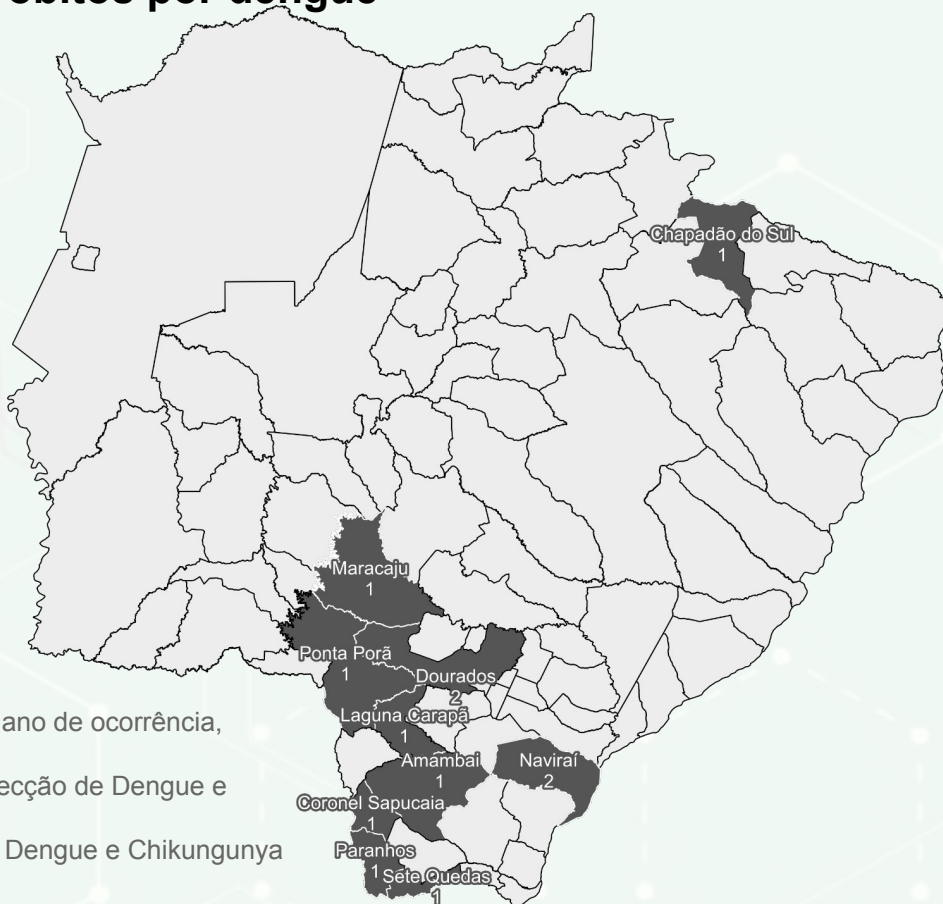 óbitos por dengue
Chapadão do Sul
1
Maracaju
1
Ponta Porã
1
Dourados
2
Laguna Carapã
1
ano de ocorrência,
Amambai
1
Naviraí
2
ecção de Dengue e
Coronel Sapucaia
1
Dengue e Chikungunya
Paranhos
1
Sete Quedas
1